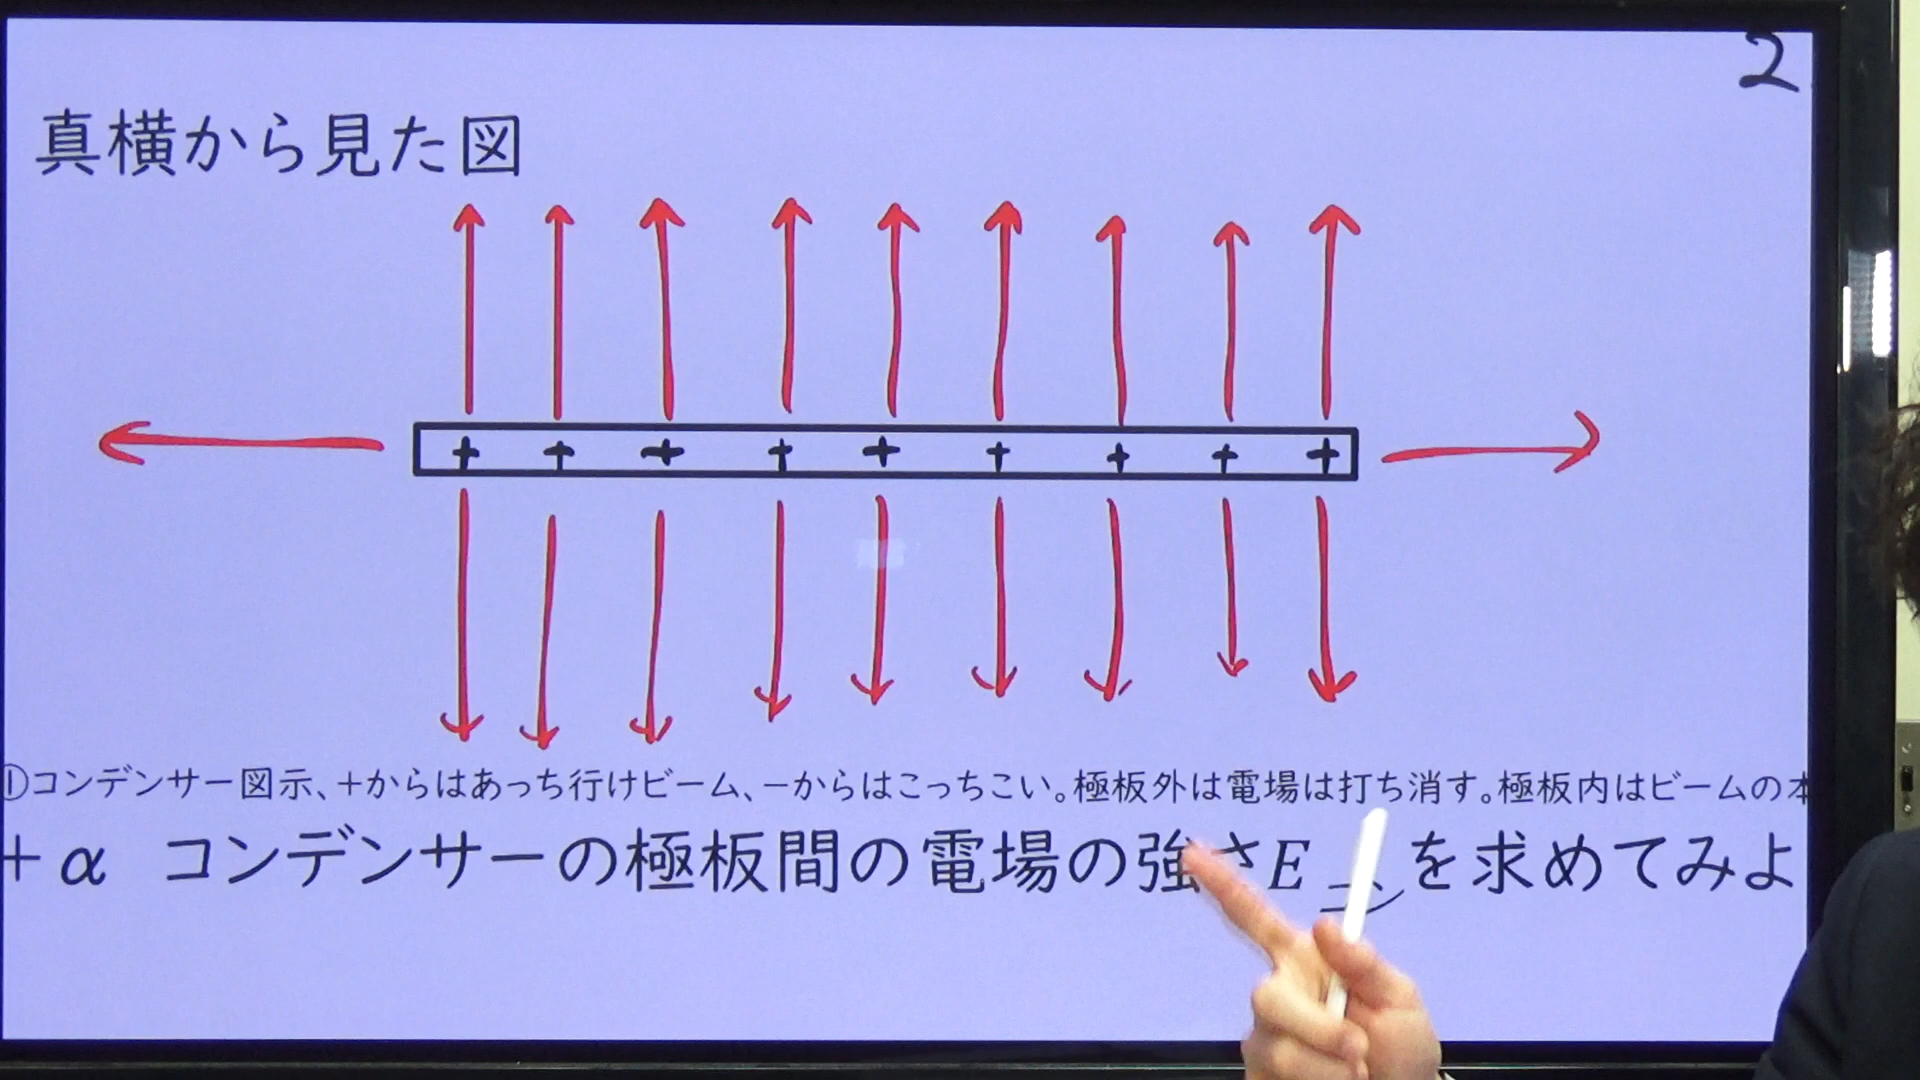 2
真横から見た図
+ + + + + + + + +
①コンデンサー図示、+からはあっち行けビーム、-からはこっちこい。極板外は電場は打ち消す。極板内はビームの本
+α コンデンサーの極板間の電場の強さE を求めてみよ